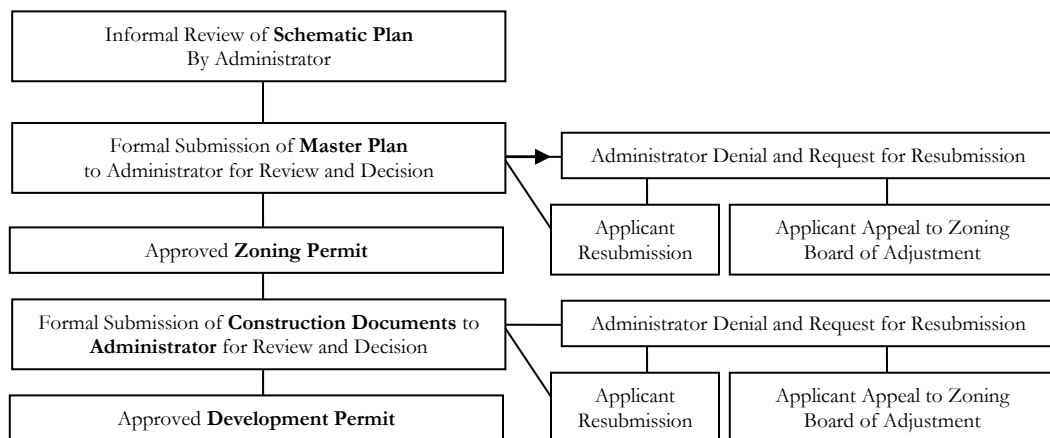 Informal Review of Schematic Plan
By Administrator
Formal Submission of Master Plan
to Administrator for Review and Decision
Administrator Denial and Request for Resubmission
Applicant
Resubmission
Applicant Appeal to Zoning
Board of Adjustment
Approved Zoning Permit
Formal Submission of Construction Documents to
Administrator for Review and Decision
Administrator Denial and Request for Resubmission
Applicant
Resubmission
Applicant Appeal to Zoning
Board of Adjustment
Approved Development Permit